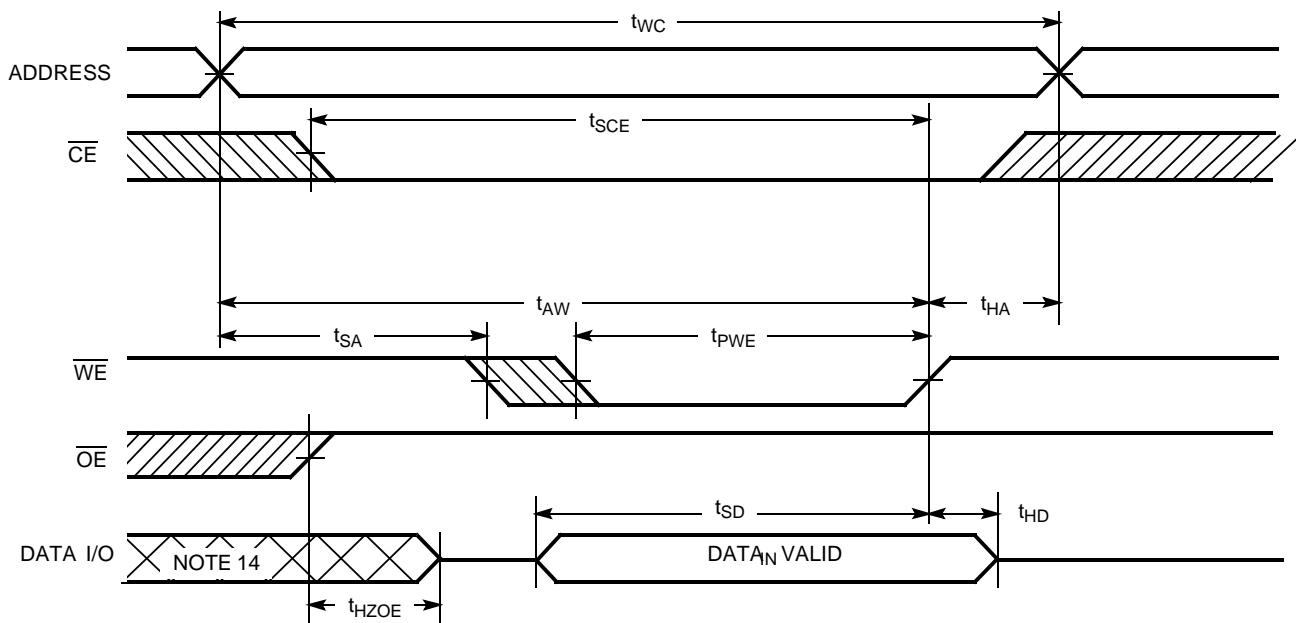 tWC
ADDRESS
tSCE
CE
tAW
tHA
tSA
tPWE
WE
OE
tSD
tHD
DATA I/O
NOTE 14
DATAIN VALID
tHZOE